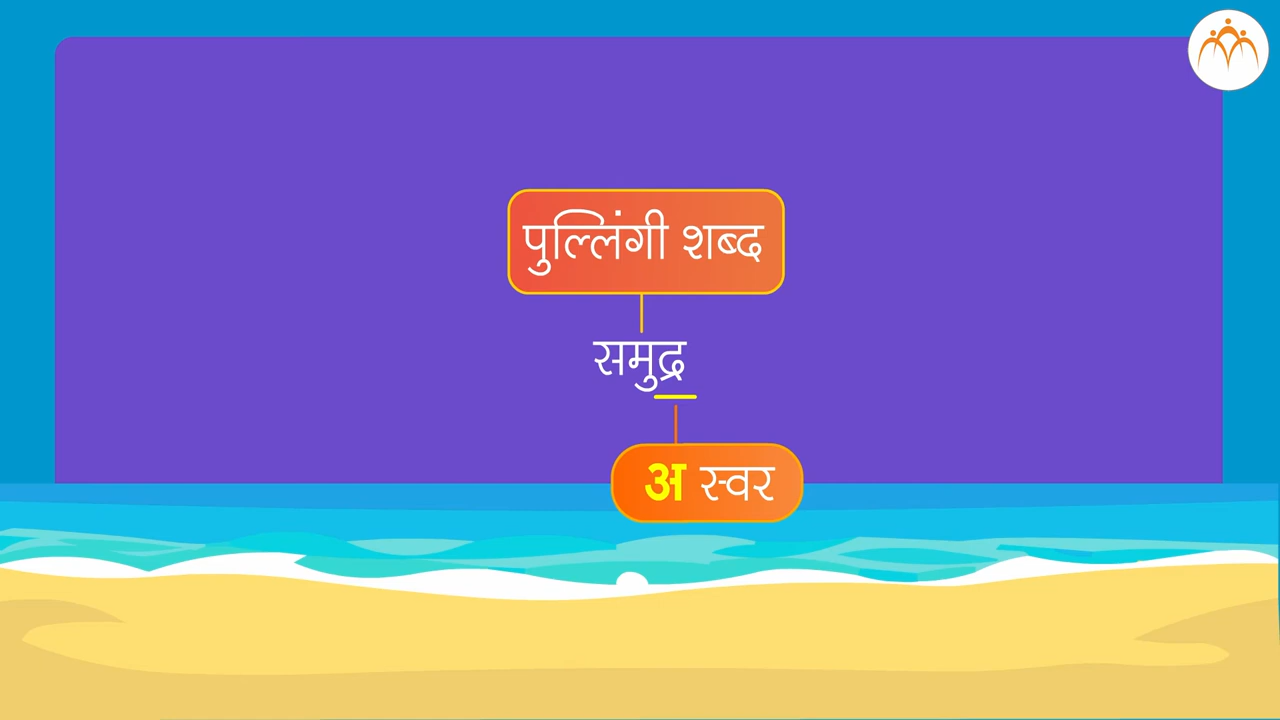 पुल्लिंगी शब्द
समुद्र
अ स्वर